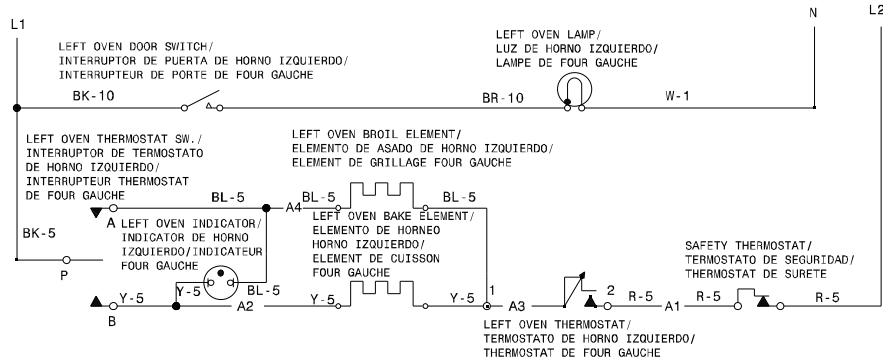 L1
N
L2
LEFT OVEN DOOR SWITCH/
INTERRUPTOR DE PUERTA DE HORNO IZQUIERDO/
INTERRUPTEUR DE PORTE DE FOUR GAUCHE
LEFT OVEN LAMP/
LUZ DE HORNO IZQUIERDO/
LAMPE DE FOUR GAUCHE
BK-10
BR-10
W-1
LEFT OVEN THERMOSTAT SW./
INTERRUPTOR DE TERMOSTATO
DE HORNO IZQUIERDO/
INTERRUPTEUR THERMOSTAT
DE FOUR GAUCHE
LEFT OVEN BROIL ELEMENT/
ELEMENTO DE ASADO DE HORNO IZQUIERDO/
ELEMENT DE GRILLAGE FOUR GAUCHE
BL-5
A4
BL-5
BL-5
A
LEFT OVEN INDICATOR/
INDICATOR DE HORNO
IZQUIERDO/INDICATEUR
FOUR GAUCHE
LEFT OVEN BAKE ELEMENT/
ELEMENTO DE HORNEO
HORNO IZQUIERDO/
ELEMENT DE CUISSON
FOUR GAUCHE
BK-5
P
SAFETY THERMOSTAT/
TERMOSTATO DE SEGURIDAD/
THERMOSTAT DE SURETE
Y-5
BL-5
B
Y-5
A2
Y-5
Y-5
1
A3
2
R-5
A1
R-5
R-5
LEFT OVEN THERMOSTAT/
TERMOSTATO DE HORNO IZQUIERDO/
THERMOSTAT DE FOUR GAUCHE